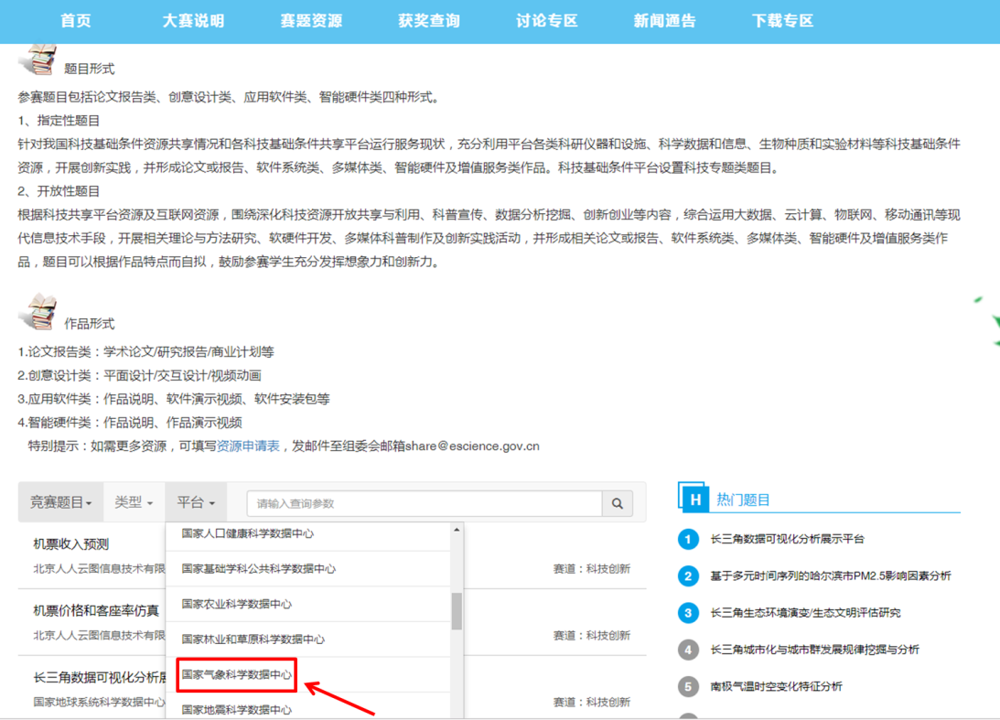 首页 大赛说明 赛题资源 获奖查询 讨论专区 新闻通告 下载专区
题目形式
参赛题目包括论文报告类、创意设计类、应用软件类、智能硬件类四种形式。
1、指定性题目
针对我国科技基础条件资源共享情况和各科技基础条件共享平台运行服务现状，充分利用平台各类科研仪器和设施、科学数据和信息、生物种质和实验材料等科技基础条件
资源，开展创新实践，并形成论文或报告、软件系统类、多媒体类、智能硬件及增值服务类作品。科技基础条件平台设置科技专题类题目。
2、开放性题目
根据科技共享平台资源及互联网资源，围绕深化科技资源开放共享与利用、科普宣传、数据分析挖掘、创新创业等内容，综合运用大数据、云计算、物联网、移动通讯等现
代信息技术手段，开展相关理论与方法研究、软硬件开发、多媒体科普制作及创新实践活动，并形成相关论文或报告、软件系统类、多媒体类、智能硬件及增值服务类作
品，题目可以根据作品特点而自拟，鼓励参赛学生充分发挥想象力和创新力。
作品形式
1.论文报告类：学术论文/研究报告/商业计划等
2.创意设计类：平面设计/交互设计/视频动画
3.应用软件类：作品说明、软件演示视频、软件安装包等
4.智能硬件类：作品说明、作品演示视频
特别提示：如需更多资源，可填写资源申请表，发邮件至组委会邮箱share@escience.gov.cn
竞赛题目 类型 平台 请输入查询参数
机票收入预测
北京人人云图信息技术有限
赛道：科技创新
机票价格和客座率仿真
北京人人云图信息技术有限
赛道：科技创新
长三角数据可视化分析展
国家地球系统科学数据中心
赛道：科技创新
国家人口健康科学数据中心
国家基础学科公共科学数据中心
国家农业科学数据中心
国家林业和草原科学数据中心
国家气象科学数据中心
国家地震科学数据中心
H 热门题目
1 长三角数据可视化分析展示平台
2 基于多元时间序列的哈尔滨市PM2.5影响因素分析
3 长三角生态环境演变/生态文明评估研究
4 长三角城市化与城市群发展规律挖掘与分析
5 南极气温时空变化特征分析